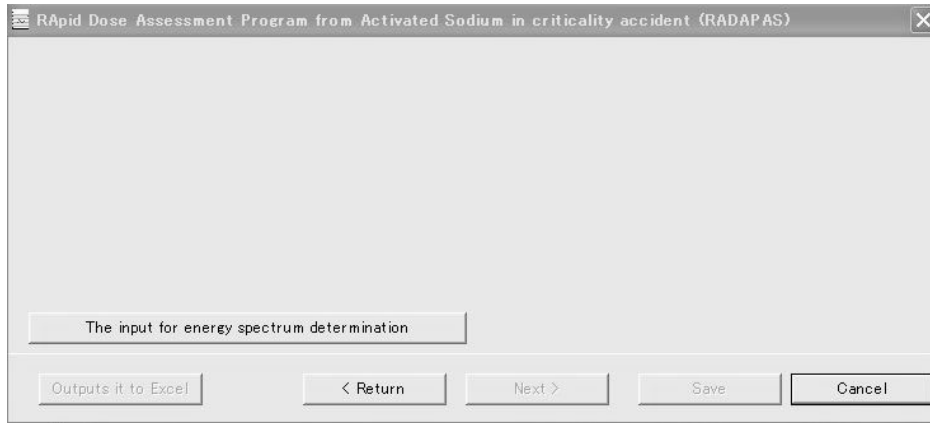 RApid Dose Assessment Program from Activated Sodium in criticality accident (RADAPAS)
The input for energy spectrum determination
Outputs it to Excel
< Return
Next >
Save
Cancel